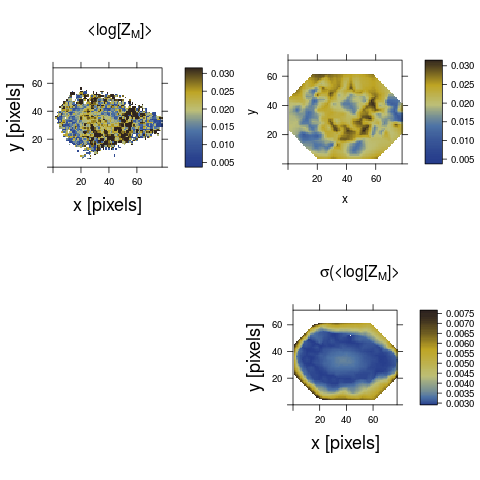 <log[Z_M]>
60
40
20
y [pixels]
20 40 60
x [pixels]
0.030
0.025
0.020
0.015
0.010
0.005
60
40
20
y
20 40 60
x
0.030
0.025
0.020
0.015
0.010
0.005
σ(<log[Z_M]>
60
40
20
y [pixels]
20 40 60
x [pixels]
0.0075
0.0070
0.0065
0.0060
0.0055
0.0050
0.0045
0.0040
0.0035
0.0030